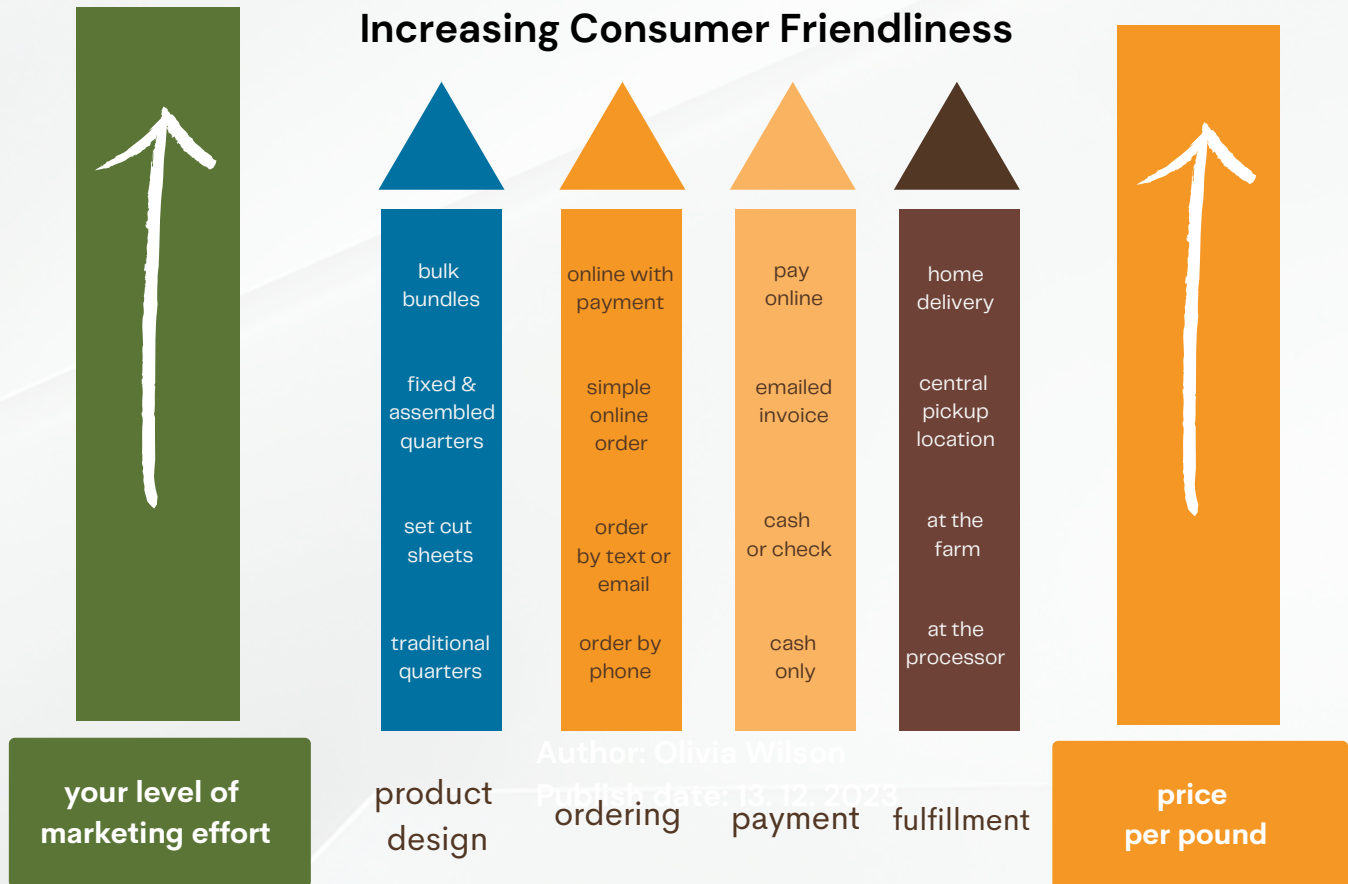 Increasing Consumer Friendliness
bulk
bundles
fixed &
assembled
quarters
set cut
sheets
traditional
quarters
online with
payment
simple
online
order
order
by text or
email
order by
phone
pay
online
emailed
invoice
cash
or check
cash
only
home
delivery
central
pickup
location
at the
farm
at the
processor
Author: Olivia Wilson
Publish date: 13. 12. 2023
your level of
marketing effort
product
design
ordering
payment
fulfillment
price
per pound